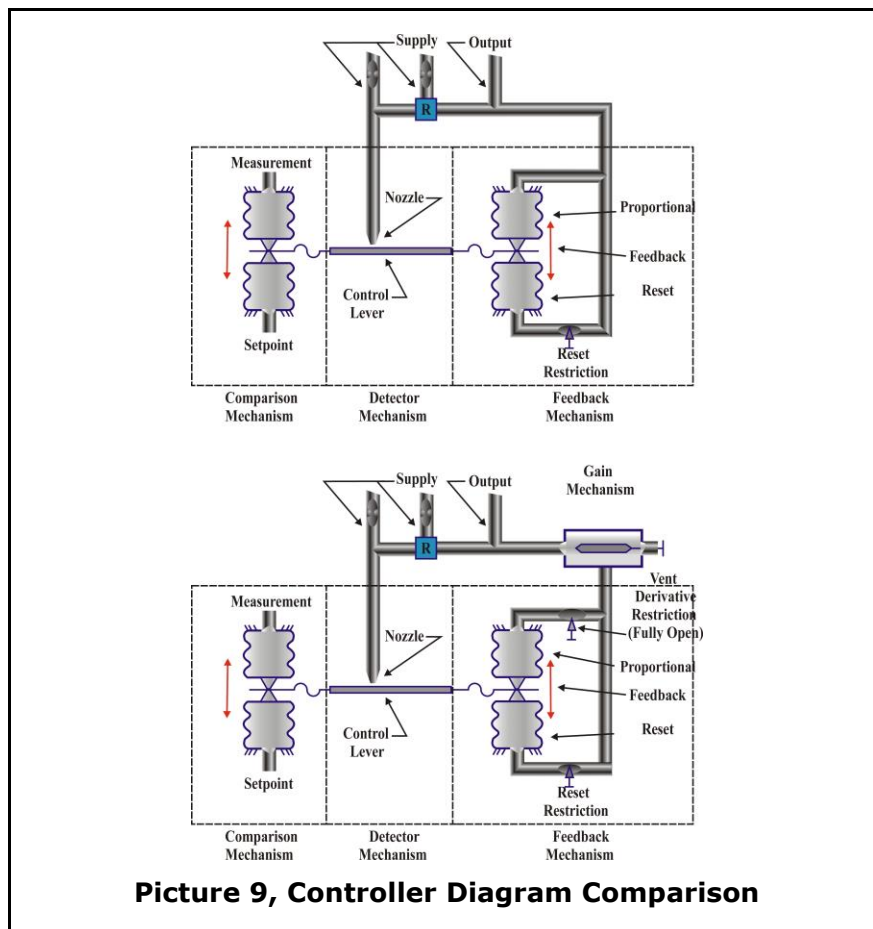 Supply
Output
R
Measurement
Nozzle
Proportional
Feedback
Control
Lever
Reset
Setpoint
Reset
Restriction
Comparison
Mechanism
Detector
Mechanism
Feedback
Mechanism
Gain
Mechanism
Supply
Output
R
Vent
Derivative
Restriction
(Fully Open)
Measurement
Nozzle
Proportional
Feedback
Control
Lever
Reset
Setpoint
Reset
Restriction
Comparison
Mechanism
Detector
Mechanism
Feedback
Mechanism
Picture 9, Controller Diagram Comparison